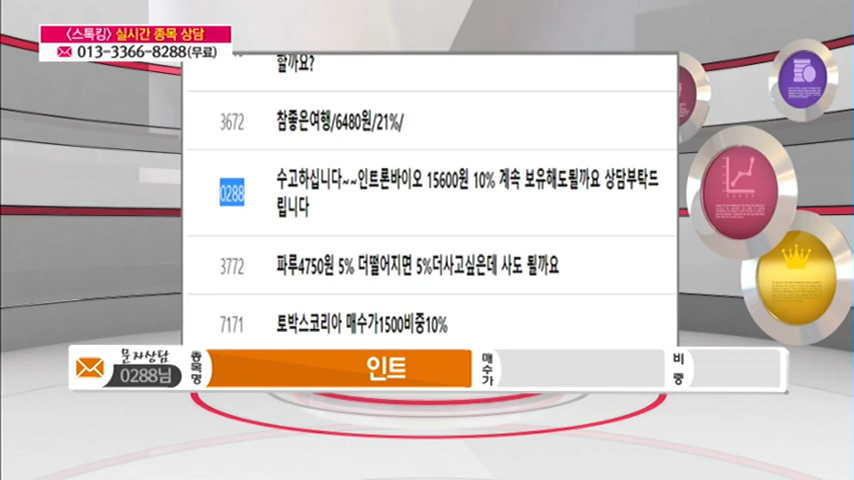 〈스톡킹〉 실시간 종목 상담
013-3366-8288(무료)
할까요?
3672 참좋은여행/6480원/21%/
0288 수고하십니다~~인트론바이오 15600원 10% 계속 보유해도될까요 상담부탁드
립니다
3772 파루4750원 5% 더떨어지면 5%더사고싶은데 사도 될까요
7171 토박스코리아 매수가1500비중10%
문자상담
0288님
종목명 인트 매수가 비중